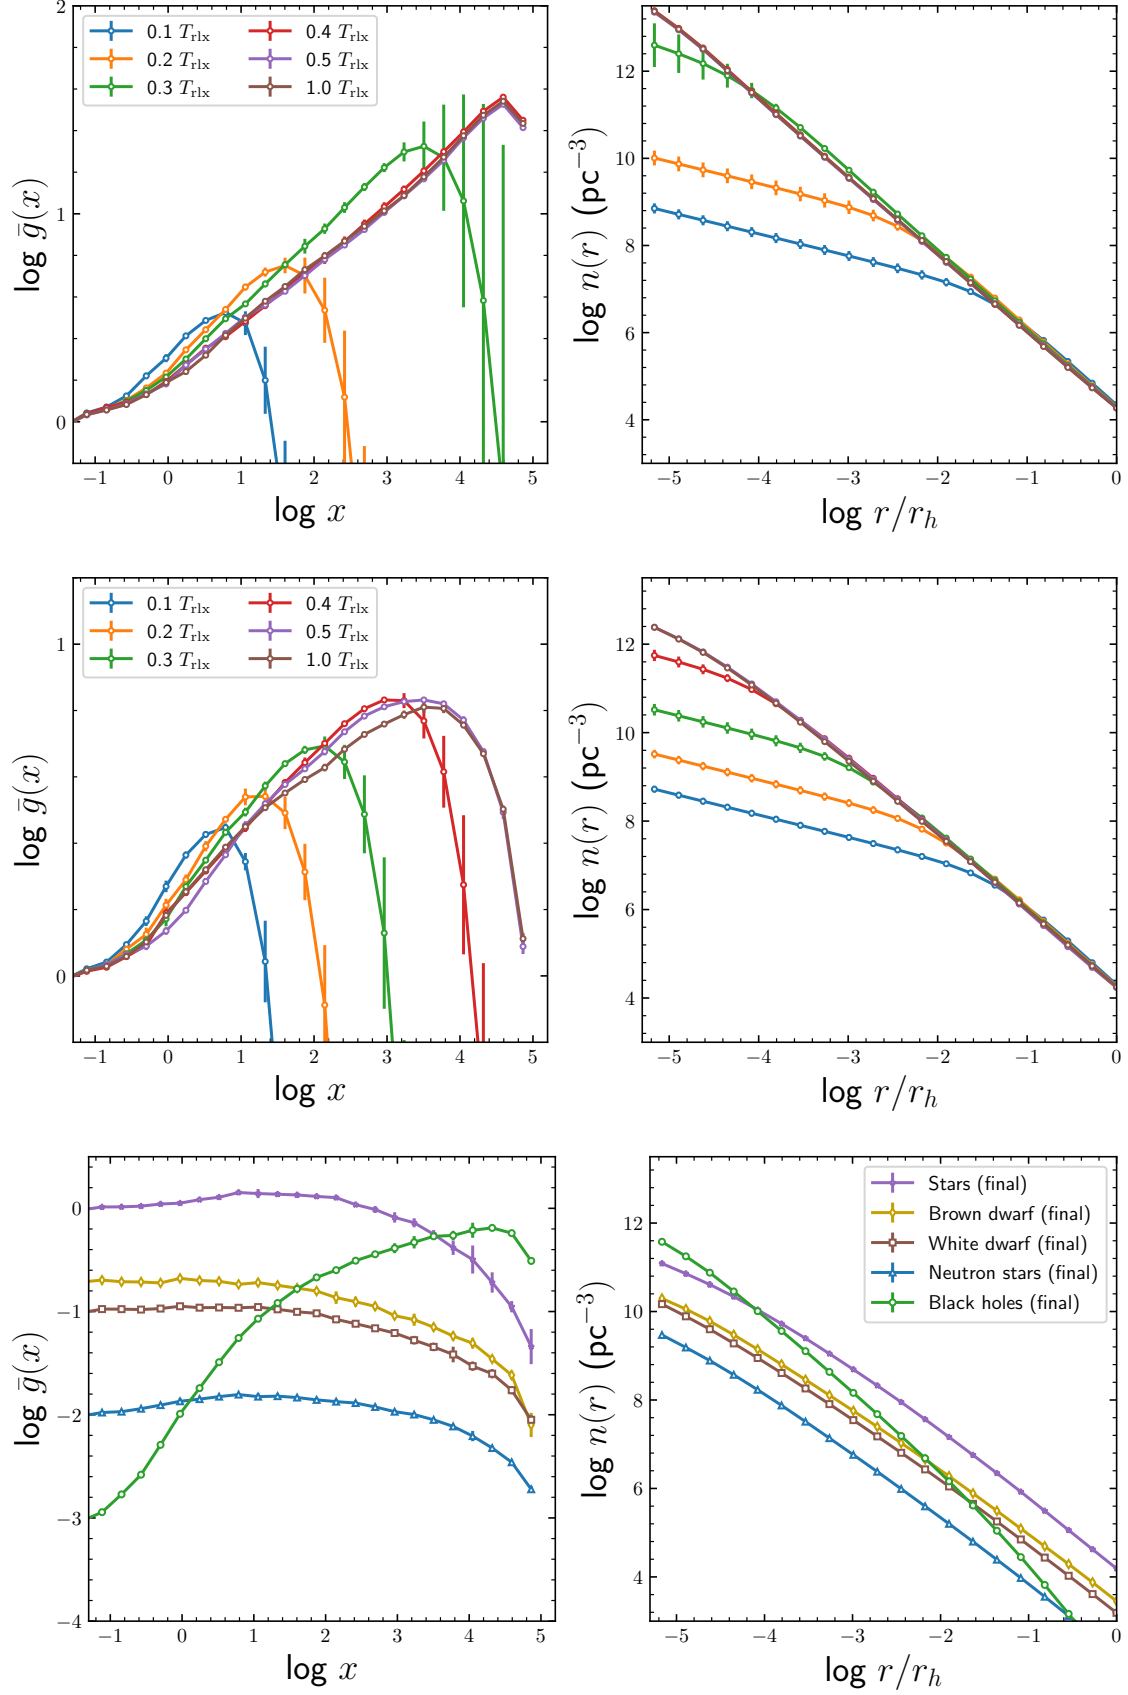 2
1
0
log ḡ(x)
0.1 T_rlx 0.4 T_rlx
0.2 T_rlx 0.5 T_rlx
0.3 T_rlx 1.0 T_rlx
−1 0 1 2 3 4 5
log x
12
10
8
6
4
log n(r) (pc⁻³)
−5 −4 −3 −2 −1 0
log r/r_h
1
0
log ḡ(x)
0.1 T_rlx 0.4 T_rlx
0.2 T_rlx 0.5 T_rlx
0.3 T_rlx 1.0 T_rlx
−1 0 1 2 3 4 5
log x
12
10
8
6
4
log n(r) (pc⁻³)
−5 −4 −3 −2 −1 0
log r/r_h
0
−1
−2
−3
−4
log ḡ(x)
−1 0 1 2 3 4 5
log x
12
10
8
6
4
log n(r) (pc⁻³)
Stars (final)
Brown dwarf (final)
White dwarf (final)
Neutron stars (final)
Black holes (final)
−5 −4 −3 −2 −1 0
log r/r_h